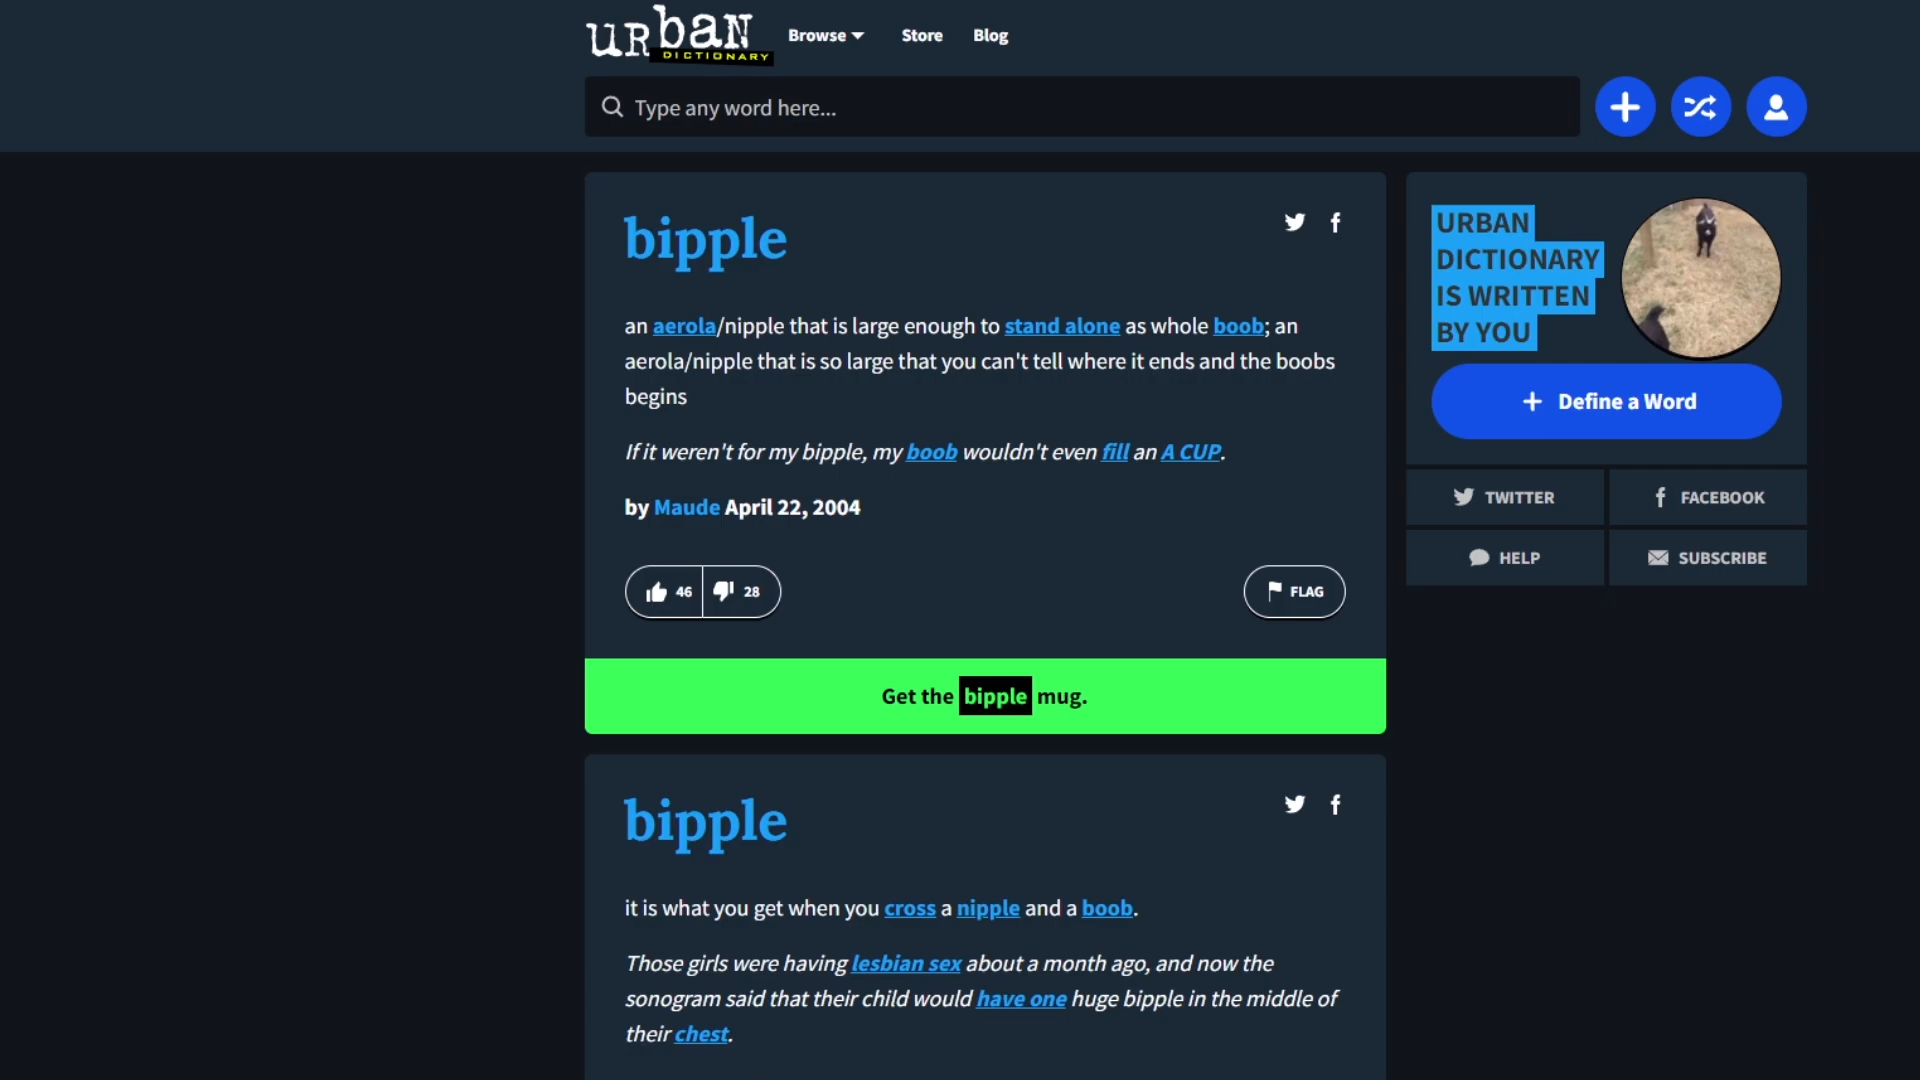 urban
DICTIONARY
Browse
Store
Blog
Type any word here...
bipple
an aerola/nipple that is large enough to stand alone as whole boob; an
aerola/nipple that is so large that you can't tell where it ends and the boobs
begins
If it weren't for my bipple, my boob wouldn't even fill an A CUP.
by Maude April 22, 2004
46
28
FLAG
Get the bipple mug.
bipple
it is what you get when you cross a nipple and a boob.
Those girls were having lesbian sex about a month ago, and now the
sonogram said that their child would have one huge bipple in the middle of
their chest.
URBAN
DICTIONARY
IS WRITTEN
BY YOU
Define a Word
TWITTER
FACEBOOK
HELP
SUBSCRIBE